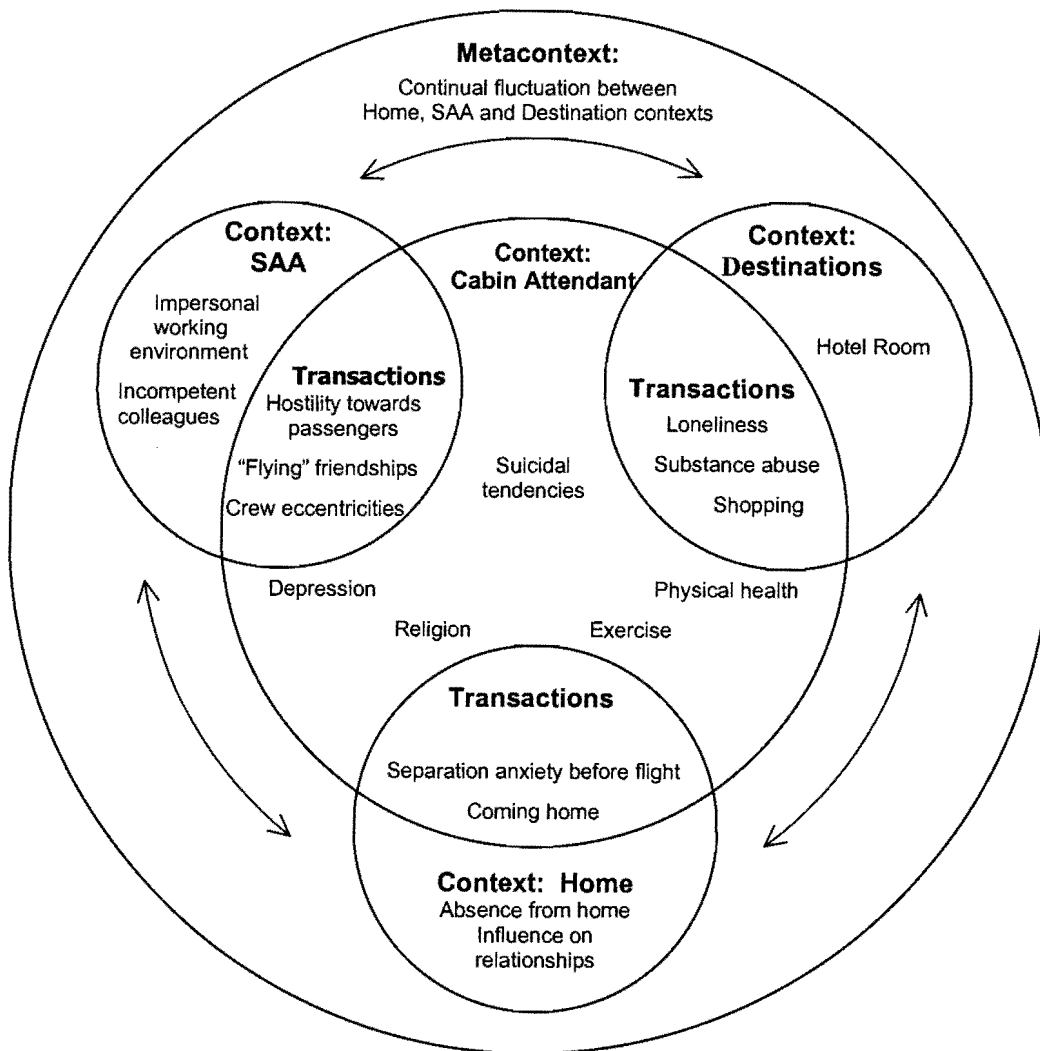 Metacontext:
Continual fluctuation between
Home, SAA and Destination contexts
Context:
SAA
Impersonal
working
environment
Incompetent
colleagues
Transactions
Hostility towards
passengers
“Flying” friendships
Crew eccentricities
Context:
Cabin Attendant
Suicidal
tendencies
Context:
Destinations
Hotel Room
Transactions
Loneliness
Substance abuse
Shopping
Depression
Physical health
Religion
Exercise
Transactions
Separation anxiety before flight
Coming home
Context: Home
Absence from home
Influence on
relationships